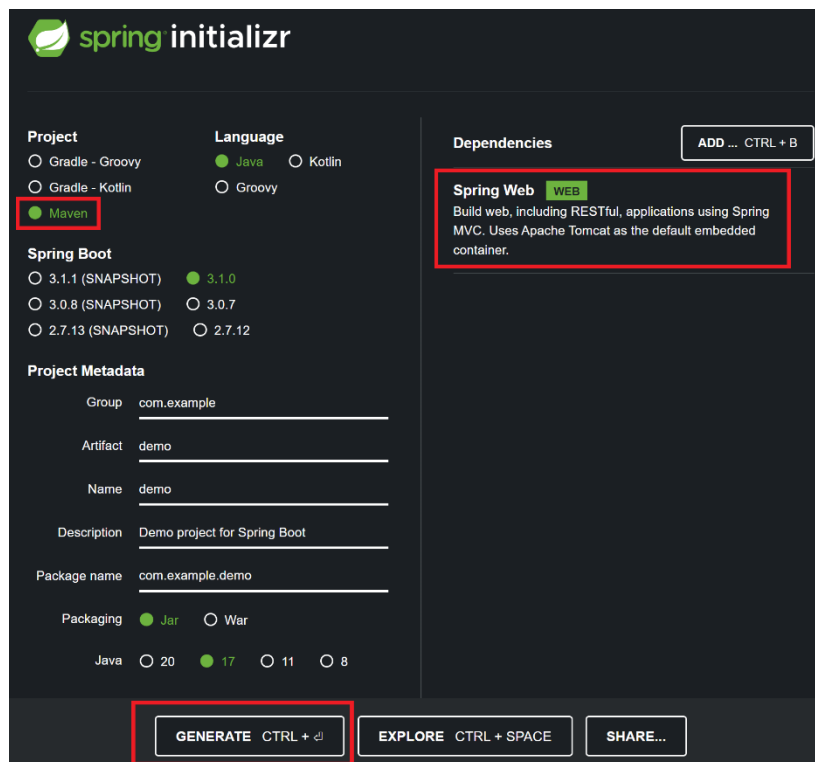 spring initializr
Project
Gradle - Groovy
Gradle - Kotlin
Maven
Language
Java Kotlin
Groovy
Spring Boot
3.1.1 (SNAPSHOT) 3.1.0
3.0.8 (SNAPSHOT) 3.0.7
2.7.13 (SNAPSHOT) 2.7.12
Project Metadata
Group com.example
Artifact demo
Name demo
Description Demo project for Spring Boot
Package name com.example.demo
Packaging Jar War
Java 20 17 11 8
Dependencies
ADD ... CTRL + B
Spring Web WEB
Build web, including RESTful, applications using Spring
MVC. Uses Apache Tomcat as the default embedded
container.
GENERATE CTRL + ⏎
EXPLORE CTRL + SPACE
SHARE...